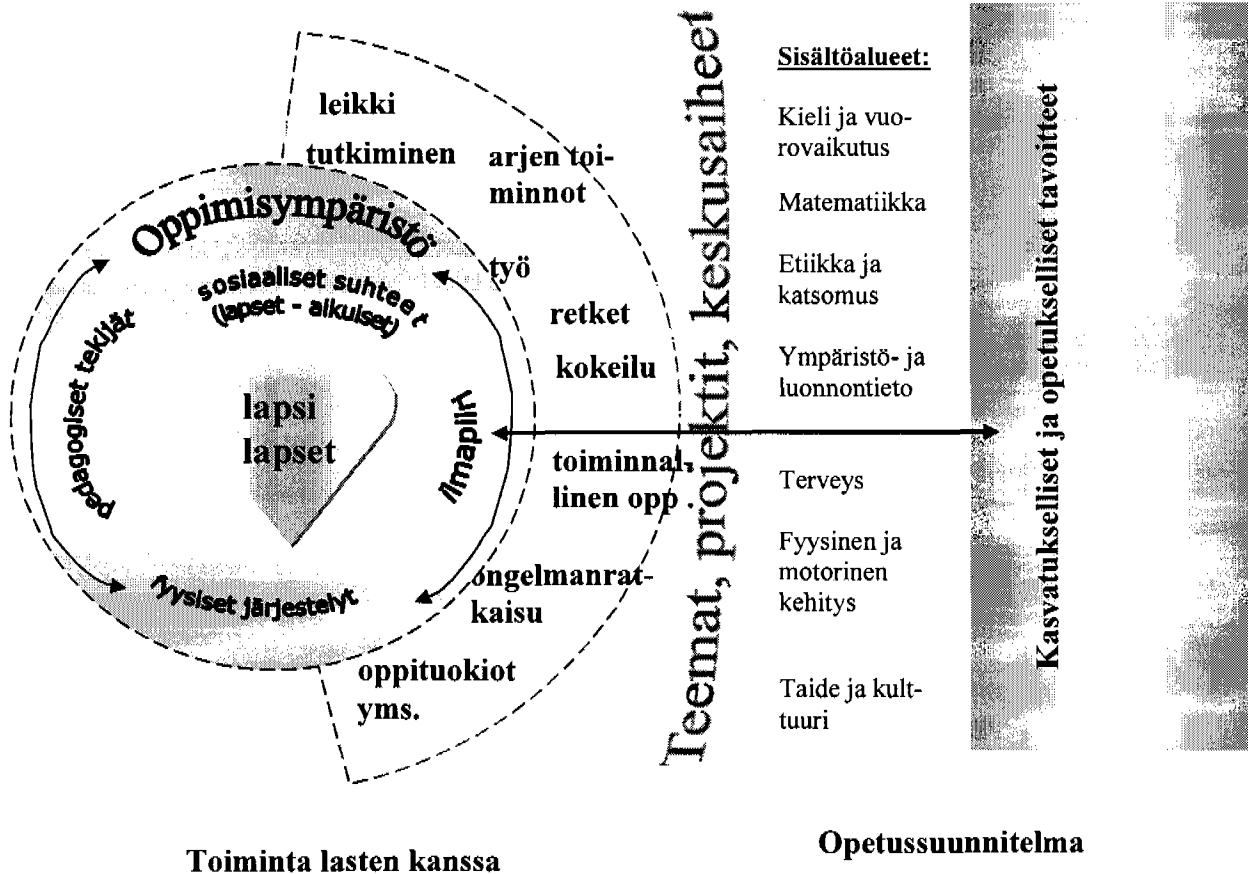 leikki
tutkiminen
arjen toi-
minnot
Oppimisympäristö
työ
sosiaaliset suhteet
(lapset - aikuiset)
pedagogiset tekijät
lapsi
lapset
ilmapiiri
fyysiset järjestelyt
retket
kokeilu
toiminnal.
linen opp .
ongelmanrat-
kaisu
oppituokiot
yms.
Teemat, projektit, keskusaiheet
Sisältöalueet:
Kieli ja vuo-
rovaikutus
Matematiikka
Etiikka ja
katsomus
Ympäristö- ja
luonnontieto
Terveys
Fyysinen ja
motorinen
kehitys
Taide ja kult-
tuuri
Kasvatukselliset ja opetukselliset tavoitteet
Toiminta lasten kanssa
Opetussuunnitelma